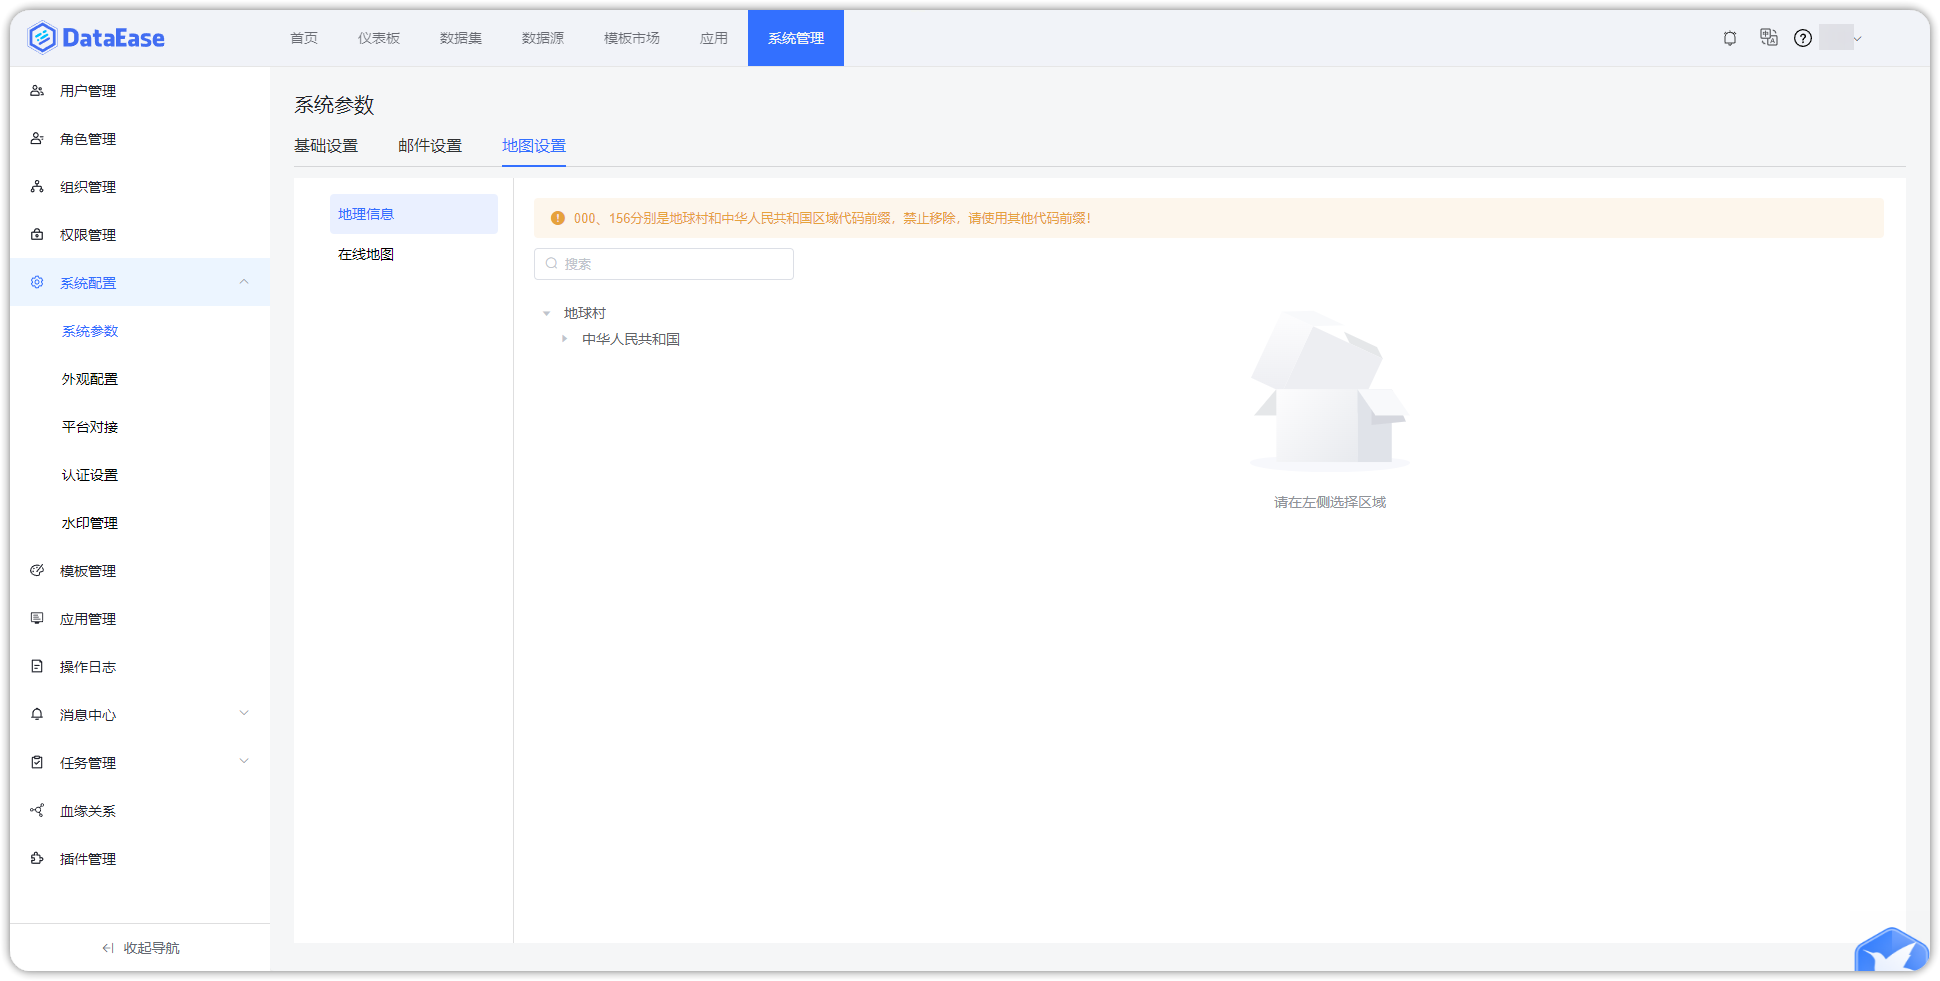 DataEase
首页
仪表板
数据集
数据源
模板市场
应用
系统管理
用户管理
角色管理
组织管理
权限管理
系统配置
系统参数
外观配置
平台对接
认证设置
水印管理
模板管理
应用管理
操作日志
消息中心
任务管理
血缘关系
插件管理
收起导航
系统参数
基础设置
邮件设置
地图设置
地理信息
在线地图
000、156分别是地球村和中华人民共和国区域代码前缀，禁止移除，请使用其他代码前缀！
搜索
地球村
中华人民共和国
请在左侧选择区域